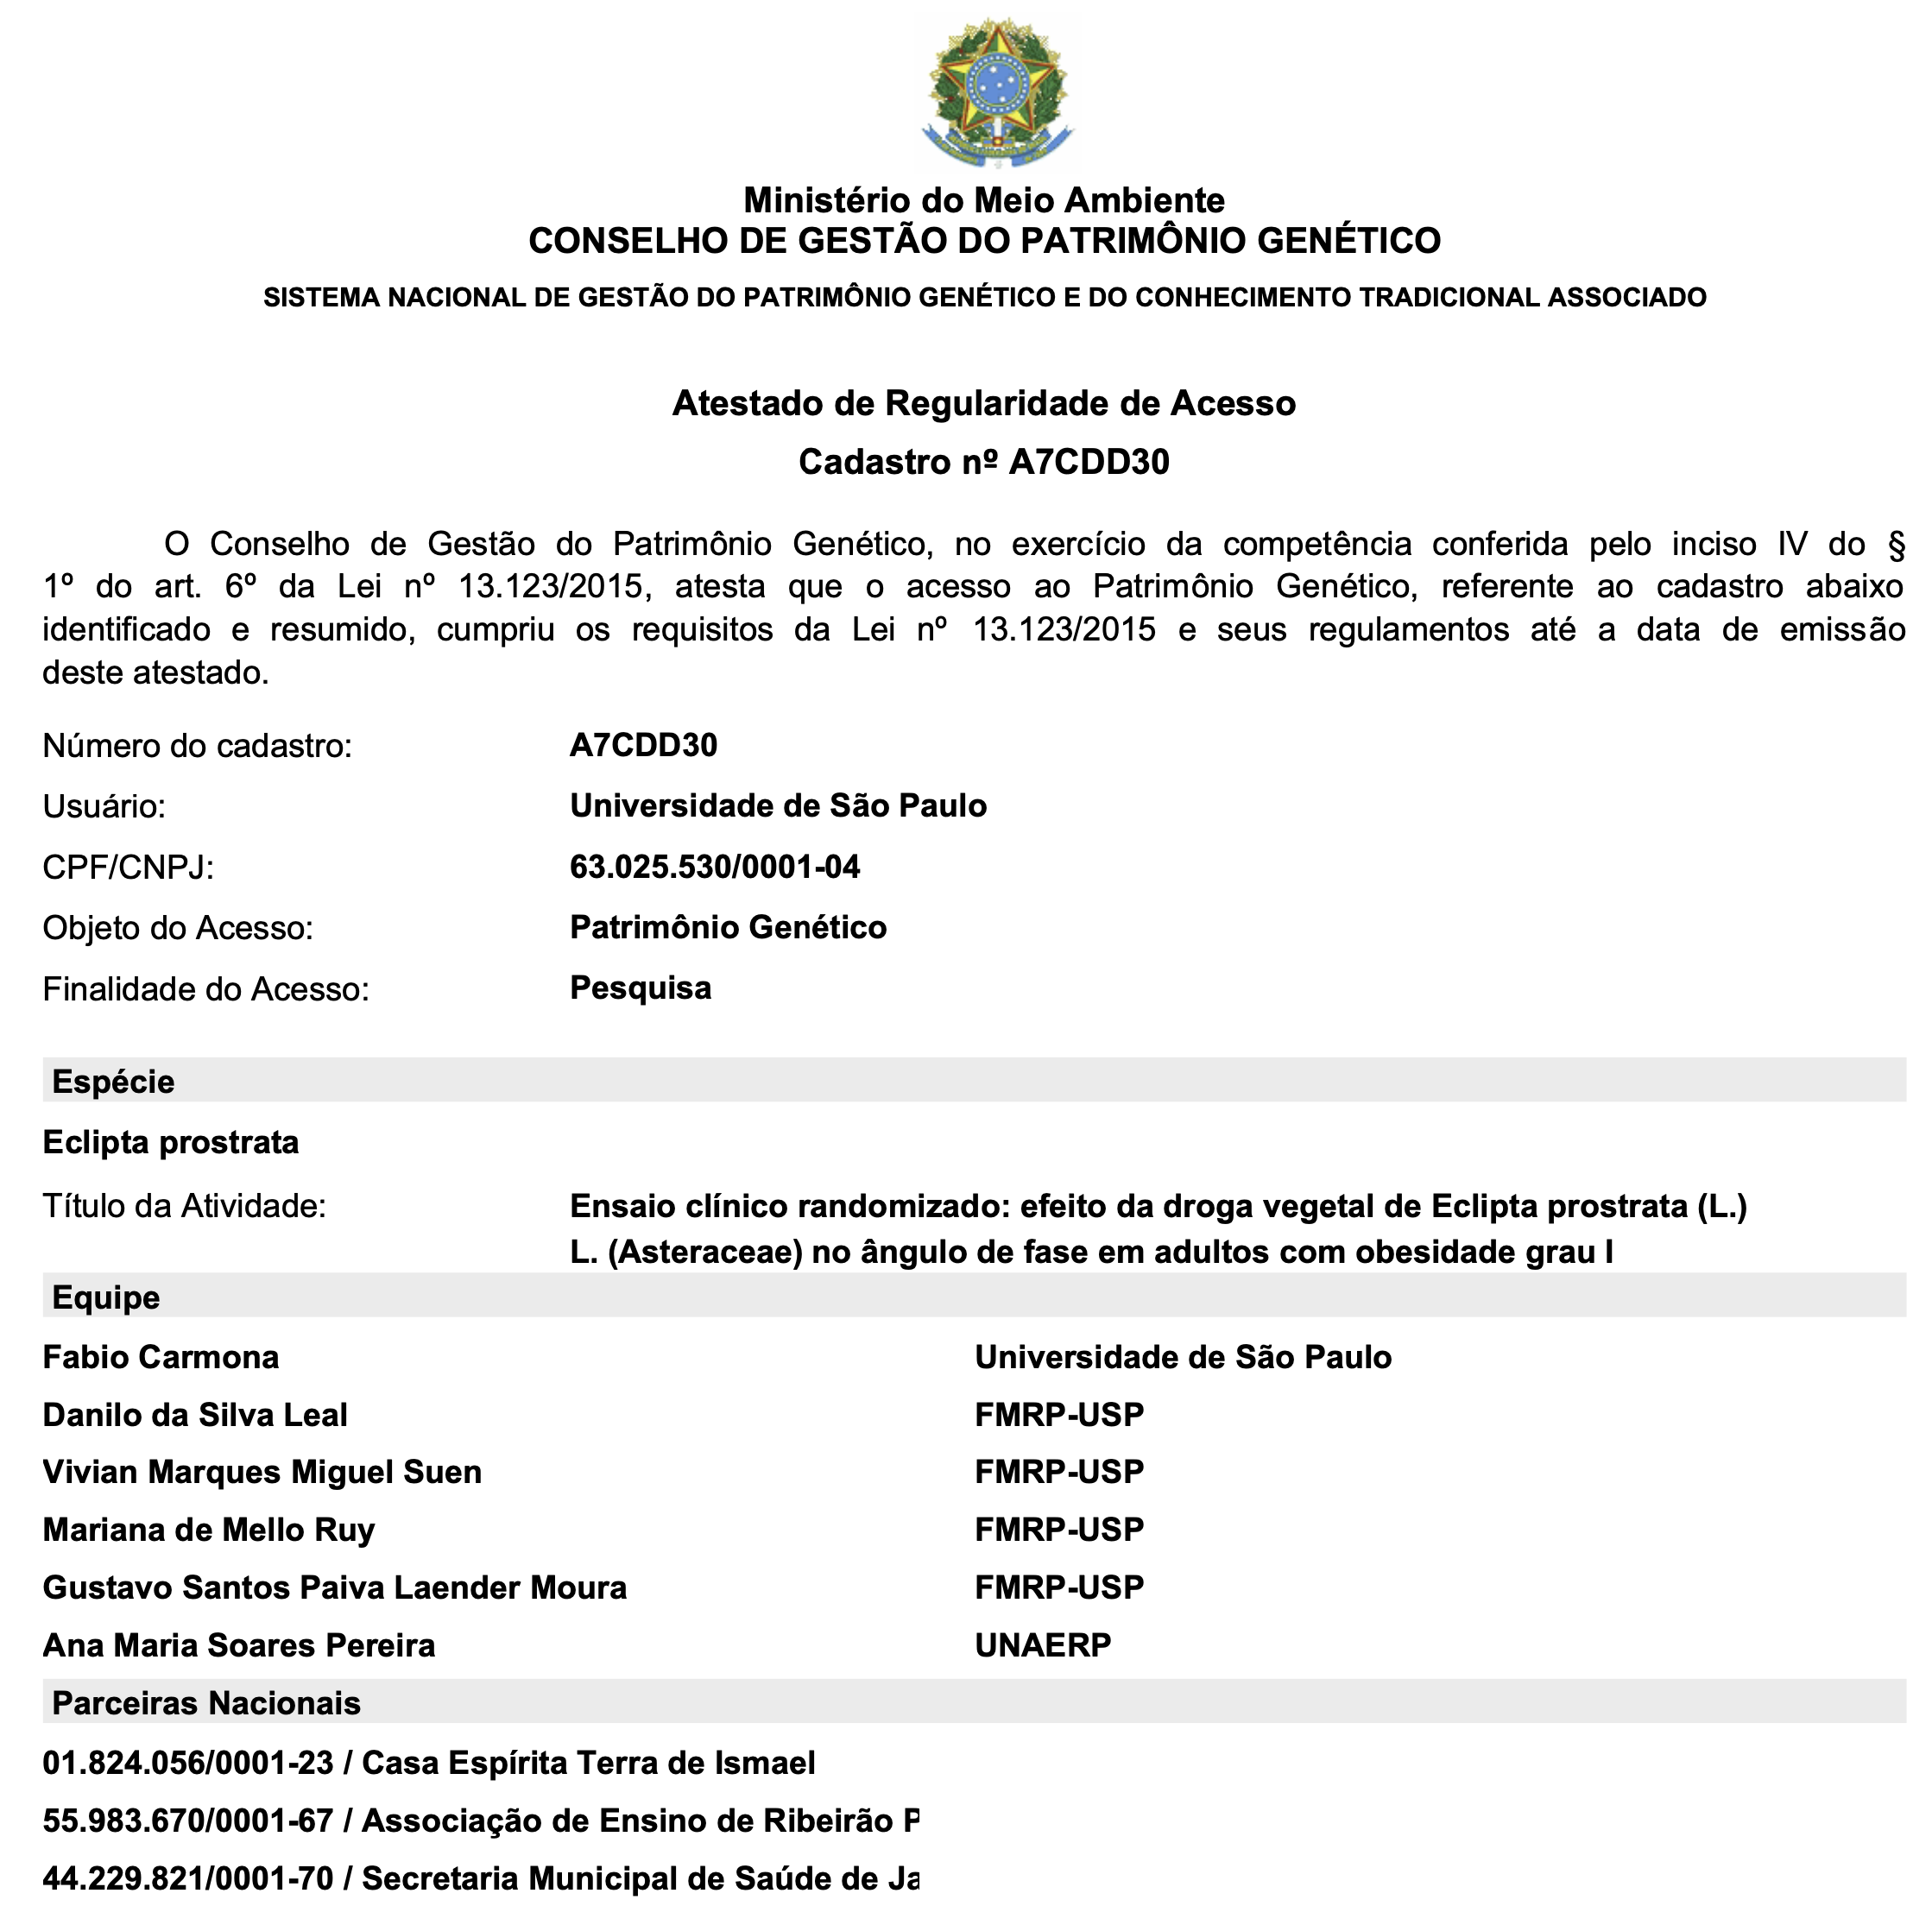 Ministério do Meio Ambiente
CONSELHO DE GESTÃO DO PATRIMÔNIO GENÉTICO
SISTEMA NACIONAL DE GESTÃO DO PATRIMÔNIO GENÉTICO E DO CONHECIMENTO TRADICIONAL ASSOCIADO
Atestado de Regularidade de Acesso
Cadastro nº A7CDD30
O Conselho de Gestão do Patrimônio Genético, no exercício da competência conferida pelo inciso IV do §
1º do art. 6º da Lei nº 13.123/2015, atesta que o acesso ao Patrimônio Genético, referente ao cadastro abaixo
identificado e resumido, cumpriu os requisitos da Lei nº 13.123/2015 e seus regulamentos até a data de emissão
deste atestado.
Número do cadastro: A7CDD30
Usuário: Universidade de São Paulo
CPF/CNPJ: 63.025.530/0001-04
Objeto do Acesso: Patrimônio Genético
Finalidade do Acesso: Pesquisa
Espécie
Eclipta prostrata
Título da Atividade: Ensaio clínico randomizado: efeito da droga vegetal de Eclipta prostrata (L.)
L. (Asteraceae) no ângulo de fase em adultos com obesidade grau I
Equipe
Fabio Carmona Universidade de São Paulo
Danilo da Silva Leal FMRP-USP
Vivian Marques Miguel Suen FMRP-USP
Mariana de Mello Ruy FMRP-USP
Gustavo Santos Paiva Laender Moura FMRP-USP
Ana Maria Soares Pereira UNAERP
Parceiras Nacionais
01.824.056/0001-23 / Casa Espírita Terra de Ismael
55.983.670/0001-67 / Associação de Ensino de Ribeirão P
44.229.821/0001-70 / Secretaria Municipal de Saúde de Ja